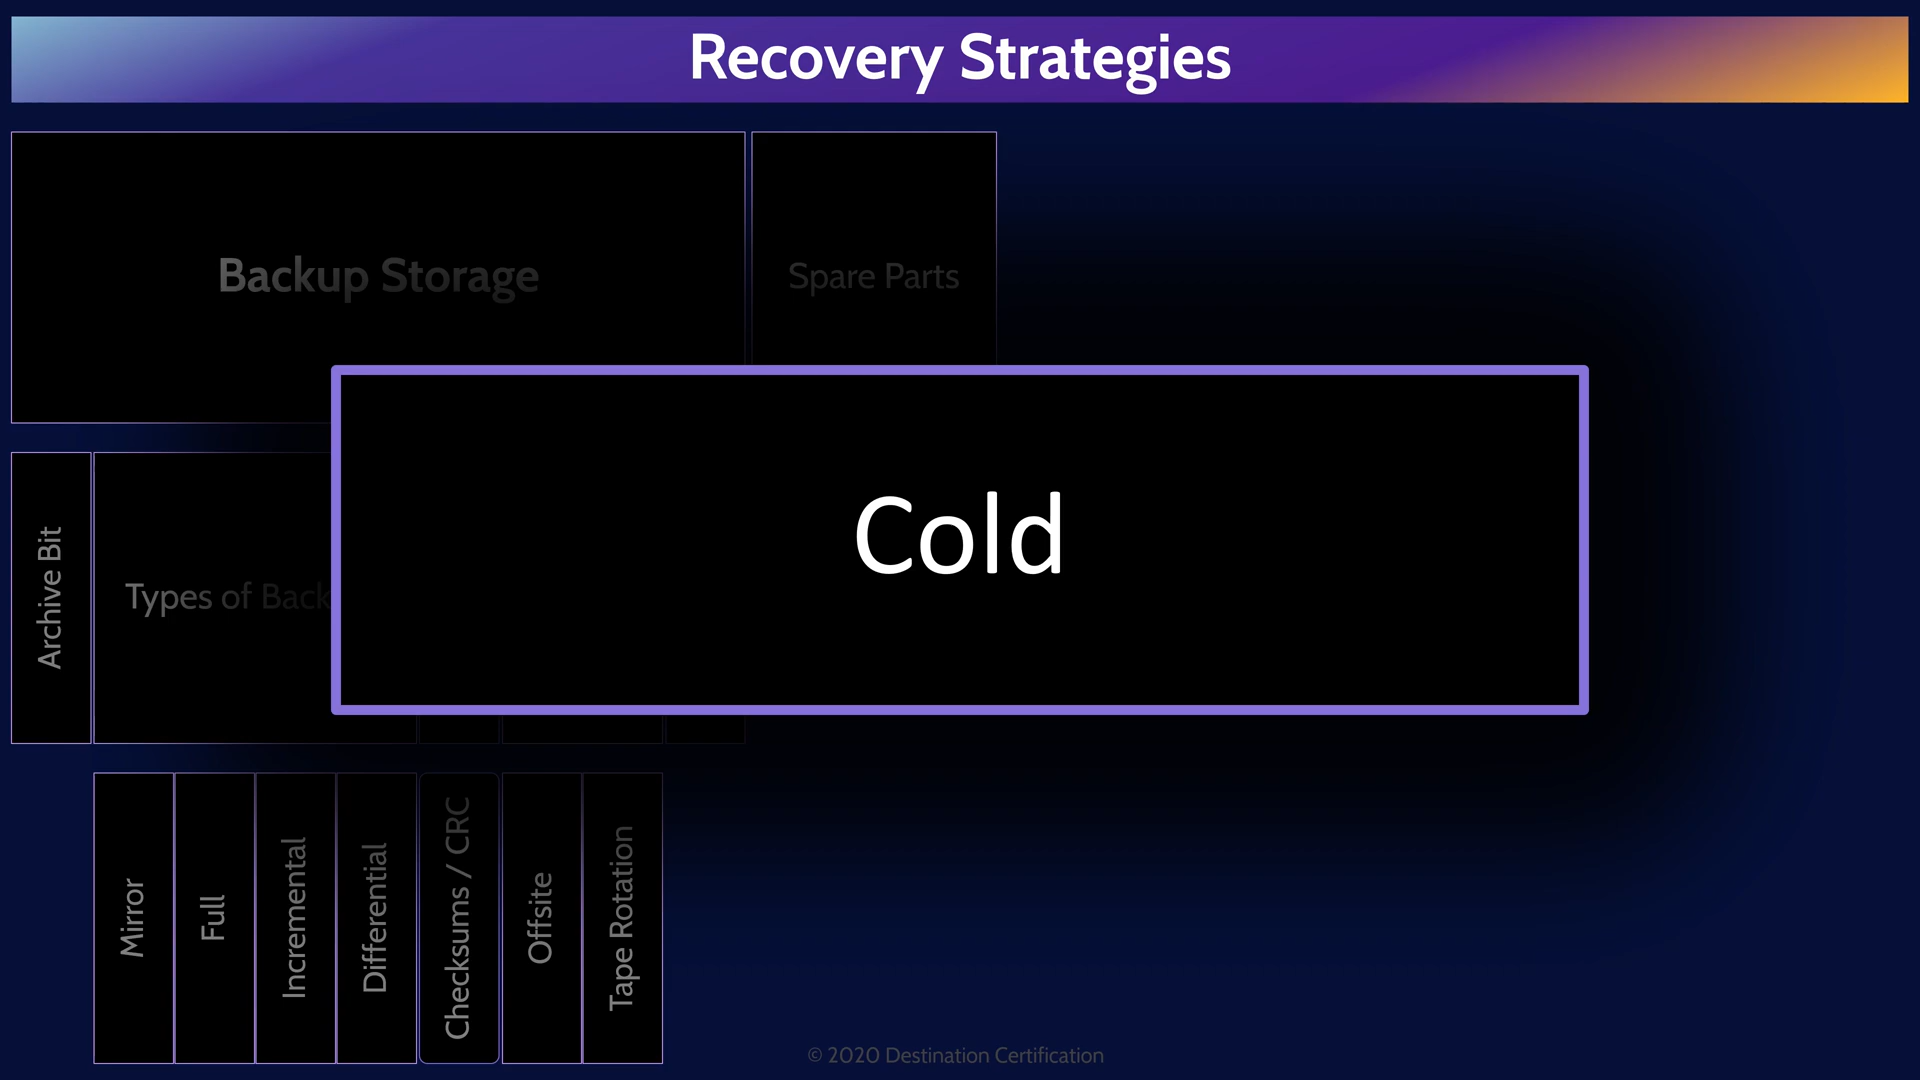 Recovery Strategies
Backup Storage
Spare Parts
Cold
Archive Bit
Types of Back
Mirror
Full
Incremental
Differential
Checksums / CRC
Offsite
Tape Rotation
© 2020 Destination Certification